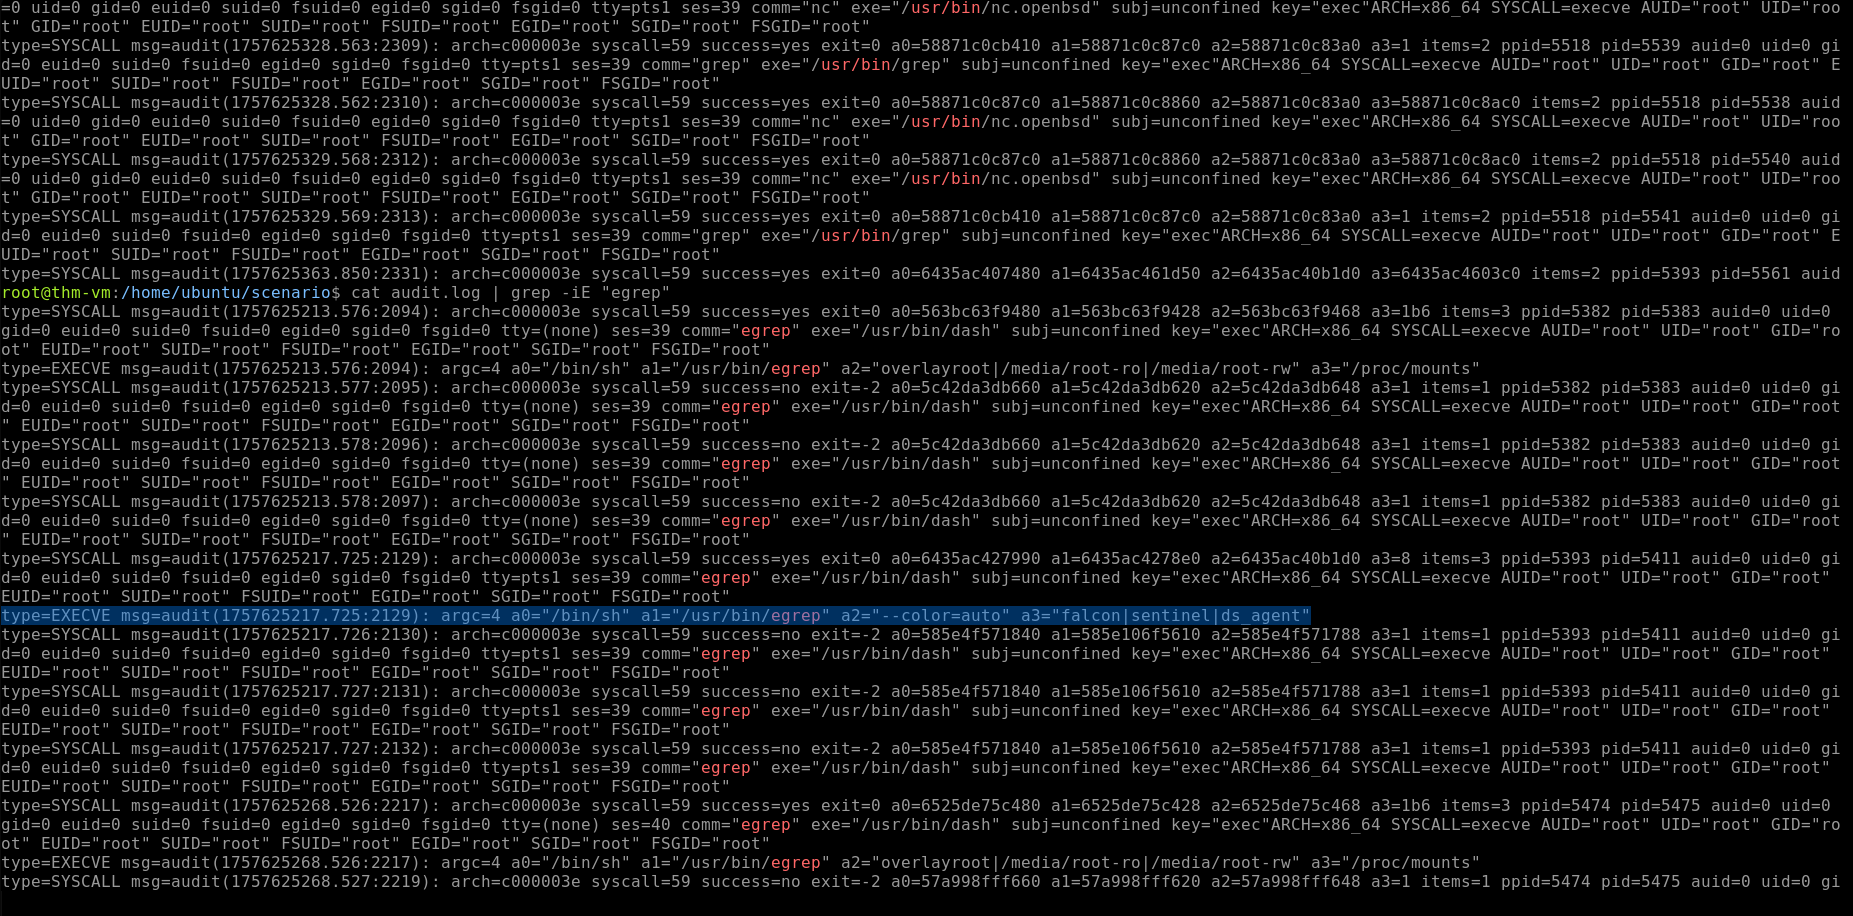 =0 uid=0 gid=0 euid=0 suid=0 fsuid=0 egid=0 sgid=0 fsgid=0 tty=pts1 ses=39 comm="nc" exe="/usr/bin/nc.openbsd" subj=unconfined key="exec"ARCH=x86_64 SYSCALL=execve AUID="root" UID="roo
t" GID="root" EUID="root" SUID="root" FSUID="root" EGID="root" SGID="root" FSGID="root"
type=SYSCALL msg=audit(1757625328.563:2309): arch=c000003e syscall=59 success=yes exit=0 a0=58871c0cb410 a1=58871c0c87c0 a2=58871c0c83a0 a3=1 items=2 ppid=5518 pid=5539 auid=0 uid=0 gi
d=0 euid=0 suid=0 fsuid=0 egid=0 sgid=0 fsgid=0 tty=pts1 ses=39 comm="grep" exe="/usr/bin/grep" subj=unconfined key="exec"ARCH=x86_64 SYSCALL=execve AUID="root" UID="root" GID="root" E
UID="root" SUID="root" FSUID="root" EGID="root" SGID="root" FSGID="root"
type=SYSCALL msg=audit(1757625328.562:2310): arch=c000003e syscall=59 success=yes exit=0 a0=58871c0c87c0 a1=58871c0c8860 a2=58871c0c83a0 a3=58871c0c8ac0 items=2 ppid=5518 pid=5538 auid
=0 uid=0 gid=0 euid=0 suid=0 fsuid=0 egid=0 sgid=0 fsgid=0 tty=pts1 ses=39 comm="nc" exe="/usr/bin/nc.openbsd" subj=unconfined key="exec"ARCH=x86_64 SYSCALL=execve AUID="root" UID="roo
t" GID="root" EUID="root" SUID="root" FSUID="root" EGID="root" SGID="root" FSGID="root"
type=SYSCALL msg=audit(1757625329.568:2312): arch=c000003e syscall=59 success=yes exit=0 a0=58871c0c87c0 a1=58871c0c8860 a2=58871c0c83a0 a3=58871c0c8ac0 items=2 ppid=5518 pid=5540 auid
=0 uid=0 gid=0 euid=0 suid=0 fsuid=0 egid=0 sgid=0 fsgid=0 tty=pts1 ses=39 comm="nc" exe="/usr/bin/nc.openbsd" subj=unconfined key="exec"ARCH=x86_64 SYSCALL=execve AUID="root" UID="roo
t" GID="root" EUID="root" SUID="root" FSUID="root" EGID="root" SGID="root" FSGID="root"
type=SYSCALL msg=audit(1757625329.569:2313): arch=c000003e syscall=59 success=yes exit=0 a0=58871c0cb410 a1=58871c0c87c0 a2=58871c0c83a0 a3=1 items=2 ppid=5518 pid=5541 auid=0 uid=0 gi
d=0 euid=0 suid=0 fsuid=0 egid=0 sgid=0 fsgid=0 tty=pts1 ses=39 comm="grep" exe="/usr/bin/grep" subj=unconfined key="exec"ARCH=x86_64 SYSCALL=execve AUID="root" UID="root" GID="root" E
UID="root" SUID="root" FSUID="root" EGID="root" SGID="root" FSGID="root"
type=SYSCALL msg=audit(1757625363.850:2331): arch=c000003e syscall=59 success=yes exit=0 a0=6435ac407480 a1=6435ac461d50 a2=6435ac40b1d0 a3=6435ac4603c0 items=2 ppid=5393 pid=5561 auid
root@thm-vm:/home/ubuntu/scenario$ cat audit.log | grep -iE "egrep"
type=SYSCALL msg=audit(1757625213.576:2094): arch=c000003e syscall=59 success=yes exit=0 a0=563bc63f9480 a1=563bc63f9428 a2=563bc63f9468 a3=1b6 items=3 ppid=5382 pid=5383 auid=0 uid=0
gid=0 euid=0 suid=0 fsuid=0 egid=0 sgid=0 fsgid=0 tty=(none) ses=39 comm="egrep" exe="/usr/bin/dash" subj=unconfined key="exec"ARCH=x86_64 SYSCALL=execve AUID="root" UID="root" GID="ro
ot" EUID="root" SUID="root" FSUID="root" EGID="root" SGID="root" FSGID="root"
type=EXECVE msg=audit(1757625213.576:2094): argc=4 a0="/bin/sh" a1="/usr/bin/egrep" a2="overlayroot|/media/root-ro|/media/root-rw" a3="/proc/mounts"
type=SYSCALL msg=audit(1757625213.577:2095): arch=c000003e syscall=59 success=no exit=-2 a0=5c42da3db660 a1=5c42da3db620 a2=5c42da3db648 a3=1 items=1 ppid=5382 pid=5383 auid=0 uid=0 gi
d=0 euid=0 suid=0 fsuid=0 egid=0 sgid=0 fsgid=0 tty=(none) ses=39 comm="egrep" exe="/usr/bin/dash" subj=unconfined key="exec"ARCH=x86_64 SYSCALL=execve AUID="root" UID="root" GID="root
" EUID="root" SUID="root" FSUID="root" EGID="root" SGID="root" FSGID="root"
type=SYSCALL msg=audit(1757625213.578:2096): arch=c000003e syscall=59 success=no exit=-2 a0=5c42da3db660 a1=5c42da3db620 a2=5c42da3db648 a3=1 items=1 ppid=5382 pid=5383 auid=0 uid=0 gi
d=0 euid=0 suid=0 fsuid=0 egid=0 sgid=0 fsgid=0 tty=(none) ses=39 comm="egrep" exe="/usr/bin/dash" subj=unconfined key="exec"ARCH=x86_64 SYSCALL=execve AUID="root" UID="root" GID="root
" EUID="root" SUID="root" FSUID="root" EGID="root" SGID="root" FSGID="root"
type=SYSCALL msg=audit(1757625213.578:2097): arch=c000003e syscall=59 success=no exit=-2 a0=5c42da3db660 a1=5c42da3db620 a2=5c42da3db648 a3=1 items=1 ppid=5382 pid=5383 auid=0 uid=0 gi
d=0 euid=0 suid=0 fsuid=0 egid=0 sgid=0 fsgid=0 tty=(none) ses=39 comm="egrep" exe="/usr/bin/dash" subj=unconfined key="exec"ARCH=x86_64 SYSCALL=execve AUID="root" UID="root" GID="root
" EUID="root" SUID="root" FSUID="root" EGID="root" SGID="root" FSGID="root"
type=SYSCALL msg=audit(1757625217.725:2129): arch=c000003e syscall=59 success=yes exit=0 a0=6435ac427990 a1=6435ac4278e0 a2=6435ac40b1d0 a3=8 items=3 ppid=5393 pid=5411 auid=0 uid=0 gi
d=0 euid=0 suid=0 fsuid=0 egid=0 sgid=0 fsgid=0 tty=pts1 ses=39 comm="egrep" exe="/usr/bin/dash" subj=unconfined key="exec"ARCH=x86_64 SYSCALL=execve AUID="root" UID="root" GID="root"
EUID="root" SUID="root" FSUID="root" EGID="root" SGID="root" FSGID="root"
type=EXECVE msg=audit(1757625217.725:2129): argc=4 a0="/bin/sh" a1="/usr/bin/egrep" a2="--color=auto" a3="falcon|sentinel|ds_agent"
type=SYSCALL msg=audit(1757625217.726:2130): arch=c000003e syscall=59 success=no exit=-2 a0=585e4f571840 a1=585e106f5610 a2=585e4f571788 a3=1 items=1 ppid=5393 pid=5411 auid=0 uid=0 gi
d=0 euid=0 suid=0 fsuid=0 egid=0 sgid=0 fsgid=0 tty=pts1 ses=39 comm="egrep" exe="/usr/bin/dash" subj=unconfined key="exec"ARCH=x86_64 SYSCALL=execve AUID="root" UID="root" GID="root"
EUID="root" SUID="root" FSUID="root" EGID="root" SGID="root" FSGID="root"
type=SYSCALL msg=audit(1757625217.727:2131): arch=c000003e syscall=59 success=no exit=-2 a0=585e4f571840 a1=585e106f5610 a2=585e4f571788 a3=1 items=1 ppid=5393 pid=5411 auid=0 uid=0 gi
d=0 euid=0 suid=0 fsuid=0 egid=0 sgid=0 fsgid=0 tty=pts1 ses=39 comm="egrep" exe="/usr/bin/dash" subj=unconfined key="exec"ARCH=x86_64 SYSCALL=execve AUID="root" UID="root" GID="root"
EUID="root" SUID="root" FSUID="root" EGID="root" SGID="root" FSGID="root"
type=SYSCALL msg=audit(1757625217.727:2132): arch=c000003e syscall=59 success=no exit=-2 a0=585e4f571840 a1=585e106f5610 a2=585e4f571788 a3=1 items=1 ppid=5393 pid=5411 auid=0 uid=0 gi
d=0 euid=0 suid=0 fsuid=0 egid=0 sgid=0 fsgid=0 tty=pts1 ses=39 comm="egrep" exe="/usr/bin/dash" subj=unconfined key="exec"ARCH=x86_64 SYSCALL=execve AUID="root" UID="root" GID="root"
EUID="root" SUID="root" FSUID="root" EGID="root" SGID="root" FSGID="root"
type=SYSCALL msg=audit(1757625268.526:2217): arch=c000003e syscall=59 success=yes exit=0 a0=6525de75c480 a1=6525de75c428 a2=6525de75c468 a3=1b6 items=3 ppid=5474 pid=5475 auid=0 uid=0
gid=0 euid=0 suid=0 fsuid=0 egid=0 sgid=0 fsgid=0 tty=(none) ses=40 comm="egrep" exe="/usr/bin/dash" subj=unconfined key="exec"ARCH=x86_64 SYSCALL=execve AUID="root" UID="root" GID="ro
ot" EUID="root" SUID="root" FSUID="root" EGID="root" SGID="root" FSGID="root"
type=EXECVE msg=audit(1757625268.526:2217): argc=4 a0="/bin/sh" a1="/usr/bin/egrep" a2="overlayroot|/media/root-ro|/media/root-rw" a3="/proc/mounts"
type=SYSCALL msg=audit(1757625268.527:2219): arch=c000003e syscall=59 success=no exit=-2 a0=57a998fff660 a1=57a998fff620 a2=57a998fff648 a3=1 items=1 ppid=5474 pid=5475 auid=0 uid=0 gi